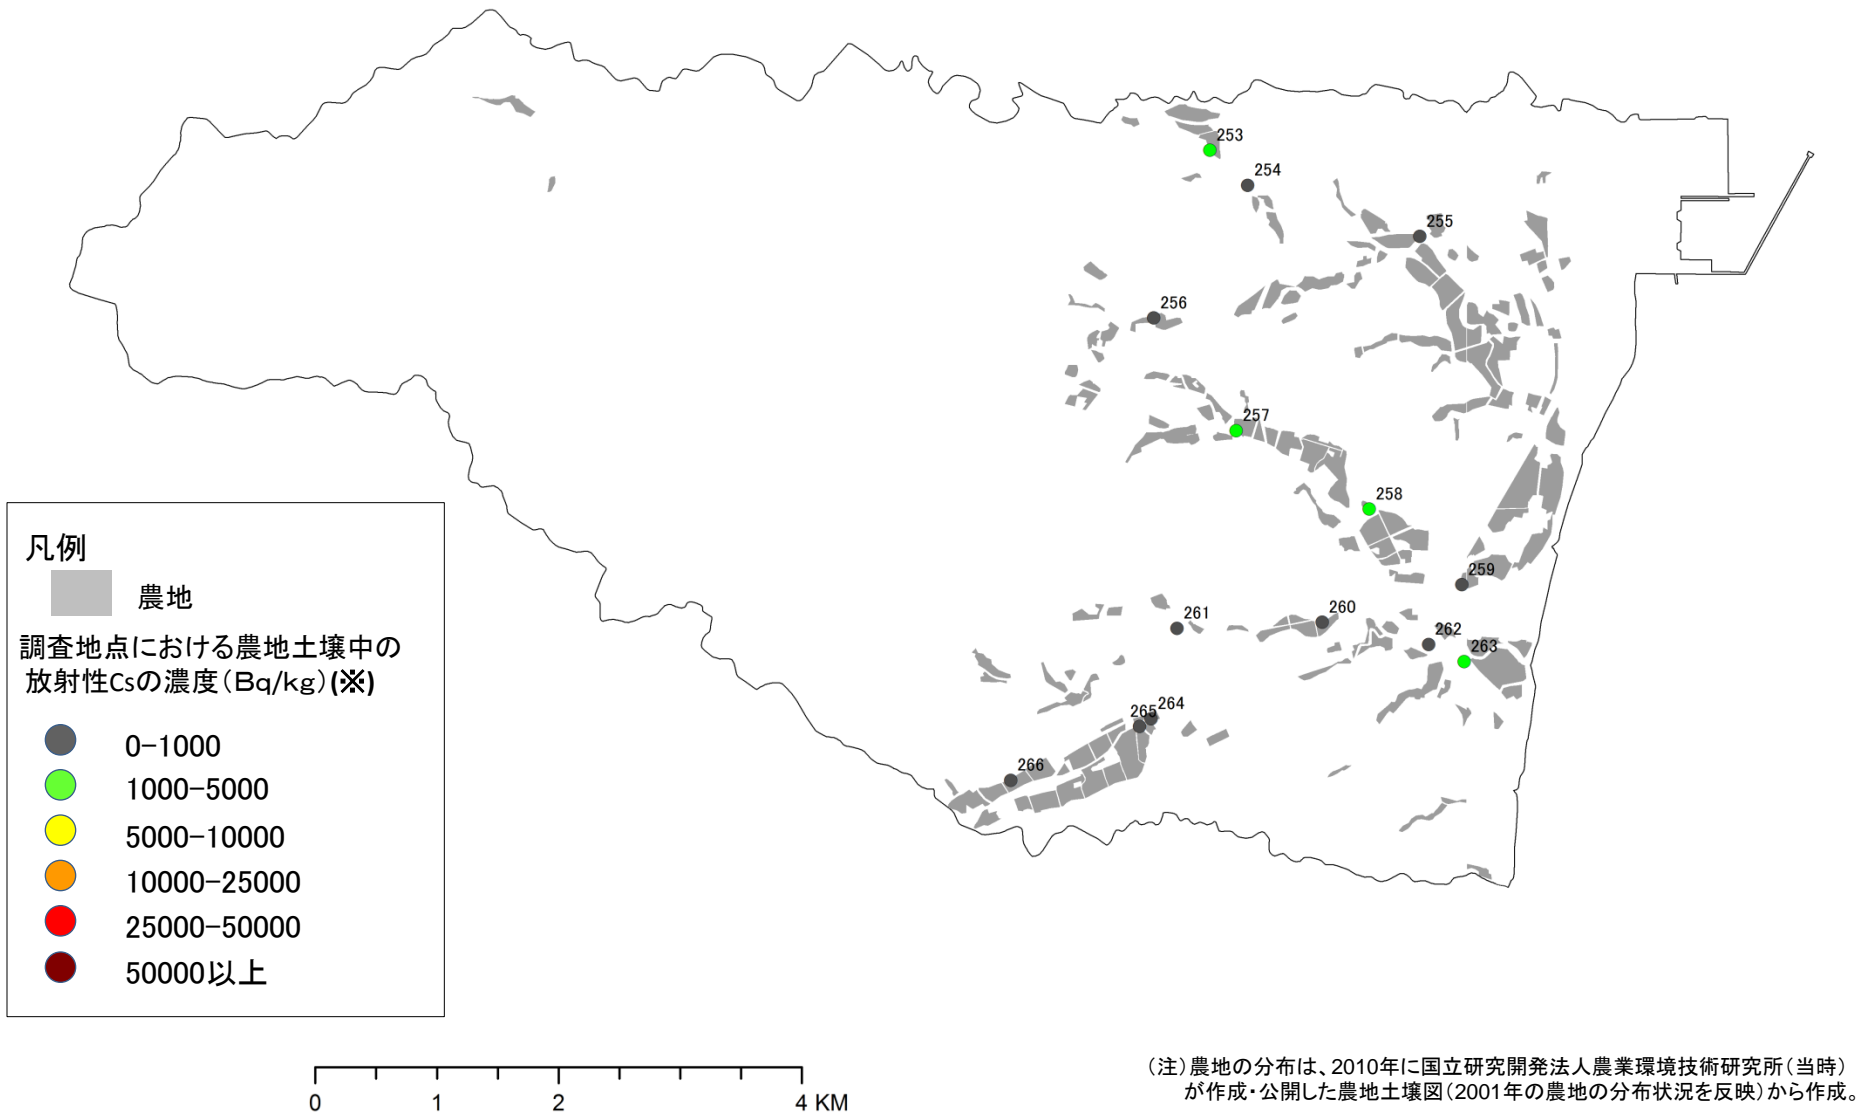 253
254
255
256
257
258
259
260
261
262
263
264
265
266
凡例
農地
調査地点における農地土壌中の
放射性Csの濃度(Bq/kg)(※)
0-1000
1000-5000
5000-10000
10000-25000
25000-50000
50000以上
0 1 2 4 KM
(注)農地の分布は、2010年に国立研究開発法人農業環境技術研究所(当時)
が作成・公開した農地土壌図(2001年の農地の分布状況を反映)から作成。